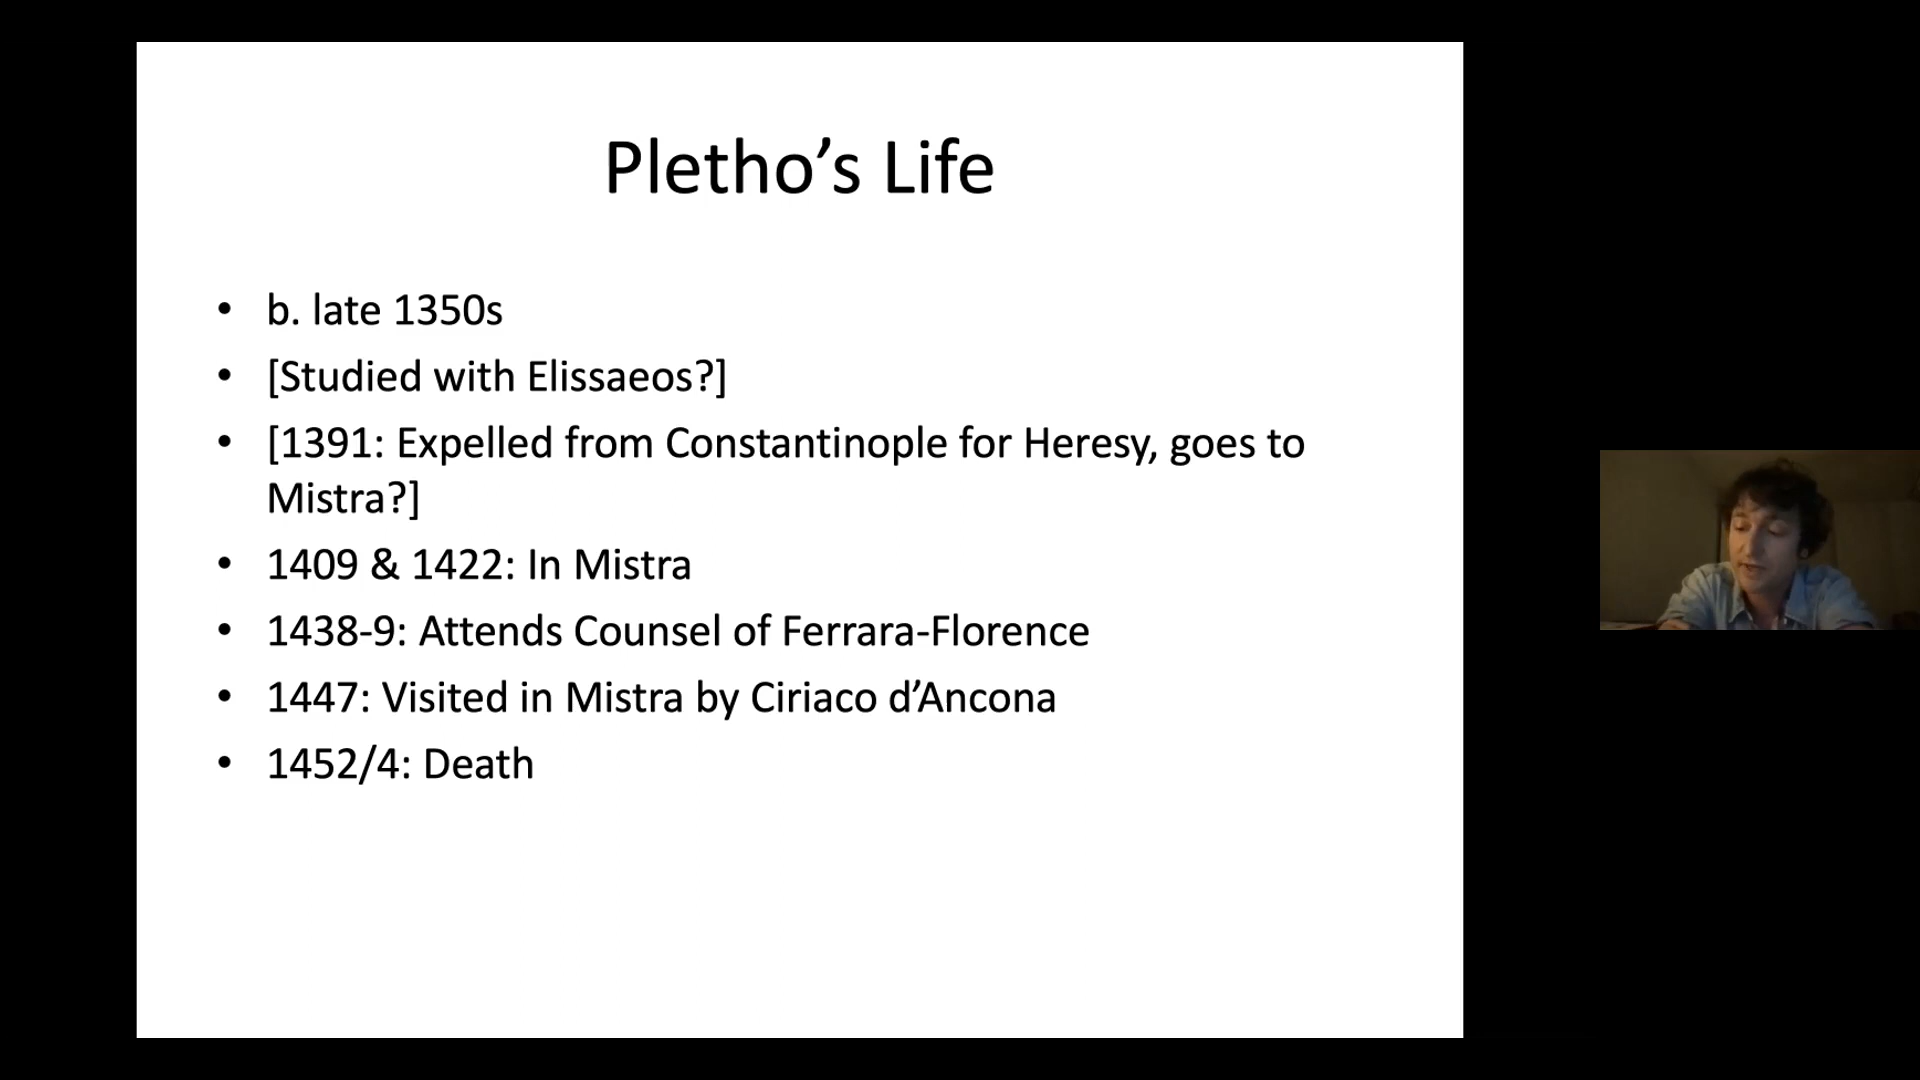 Pletho’s Life
• b. late 1350s
• [Studied with Elissaeos?]
• [1391: Expelled from Constantinople for Heresy, goes to
Mistra?]
• 1409 & 1422: In Mistra
• 1438-9: Attends Counsel of Ferrara-Florence
• 1447: Visited in Mistra by Ciriaco d’Ancona
• 1452/4: Death